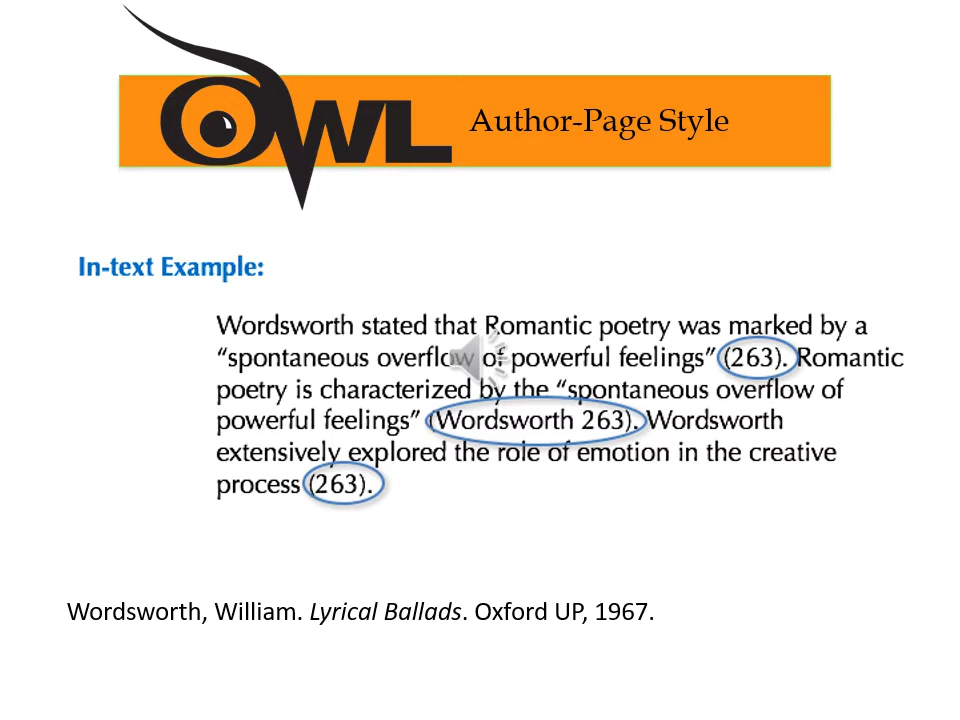 OWL Author-Page Style
In-text Example:
Wordsworth stated that Romantic poetry was marked by a
“spontaneous overflow of powerful feelings” (263). Romantic
poetry is characterized by the “spontaneous overflow of
powerful feelings” (Wordsworth 263). Wordsworth
extensively explored the role of emotion in the creative
process (263).
Wordsworth, William. Lyrical Ballads. Oxford UP, 1967.